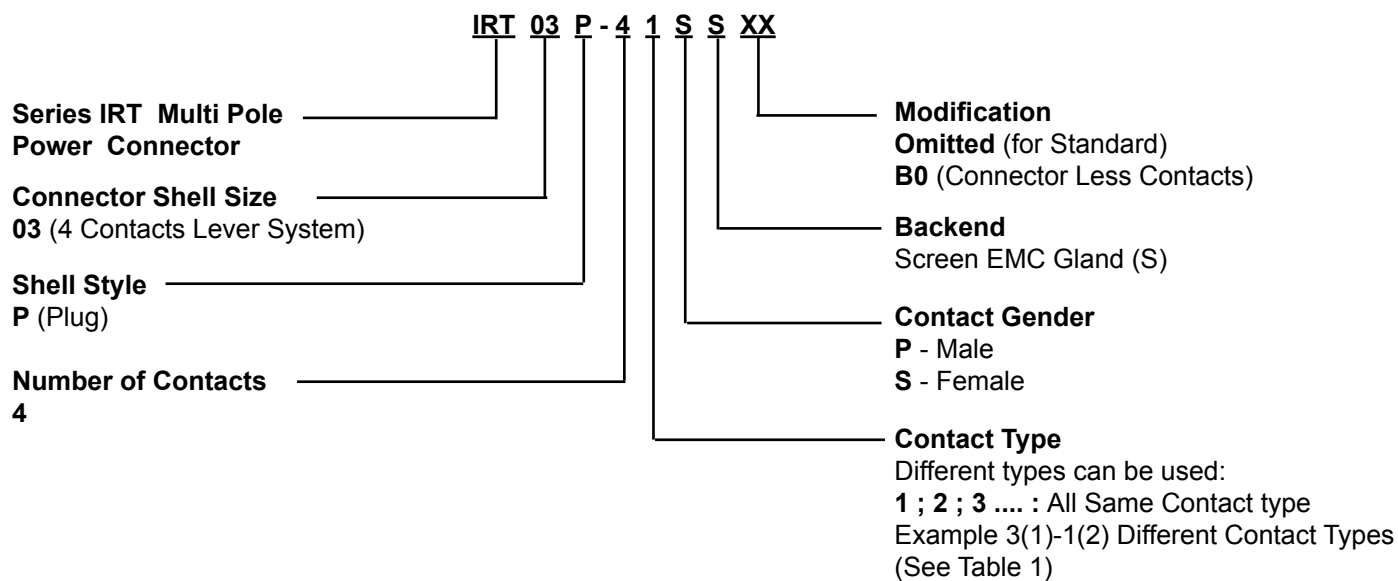 IRT 03 P - 4 1 S S XX
Series IRT Multi Pole
Power Connector
Connector Shell Size
03 (4 Contacts Lever System)
Shell Style
P (Plug)
Number of Contacts
4
Modification
Omitted (for Standard)
B0 (Connector Less Contacts)
Backend
Screen EMC Gland (S)
Contact Gender
P - Male
S - Female
Contact Type
Different types can be used:
1 ; 2 ; 3 .... : All Same Contact type
Example 3(1)-1(2) Different Contact Types
(See Table 1)